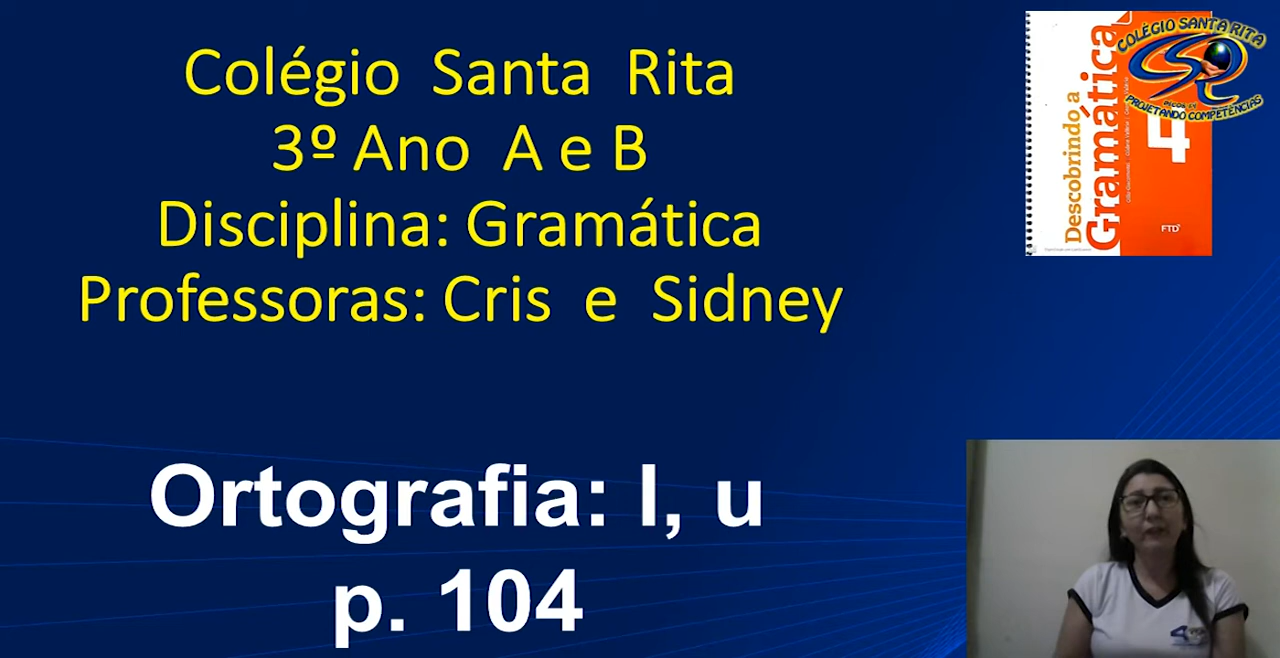 Colégio Santa Rita
3º Ano A e B
Disciplina: Gramática
Professoras: Cris e Sidney
Ortografia: l, u
p. 104
Descobrindo a
Gramática
4
FTD
COLÉGIO SANTA RITA
PROJETANDO COMPETÊNCIAS